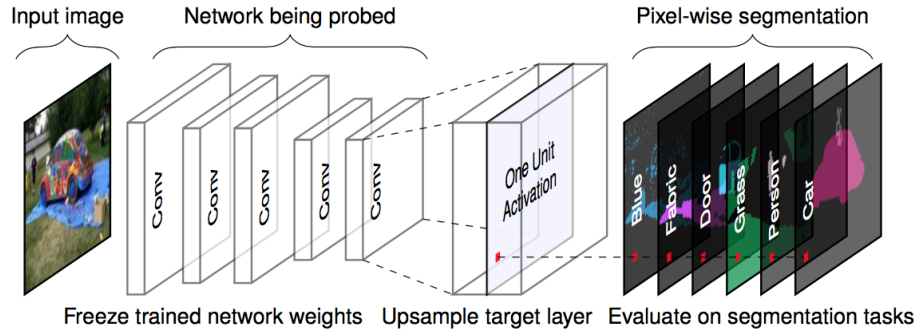 Input image
Network being probed
Pixel-wise segmentation
Conv
Conv
Conv
Conv
Conv
One Unit
Activation
Blue
Fabric
Door
Grass
Person
Car
Freeze trained network weights
Upsample target layer
Evaluate on segmentation tasks